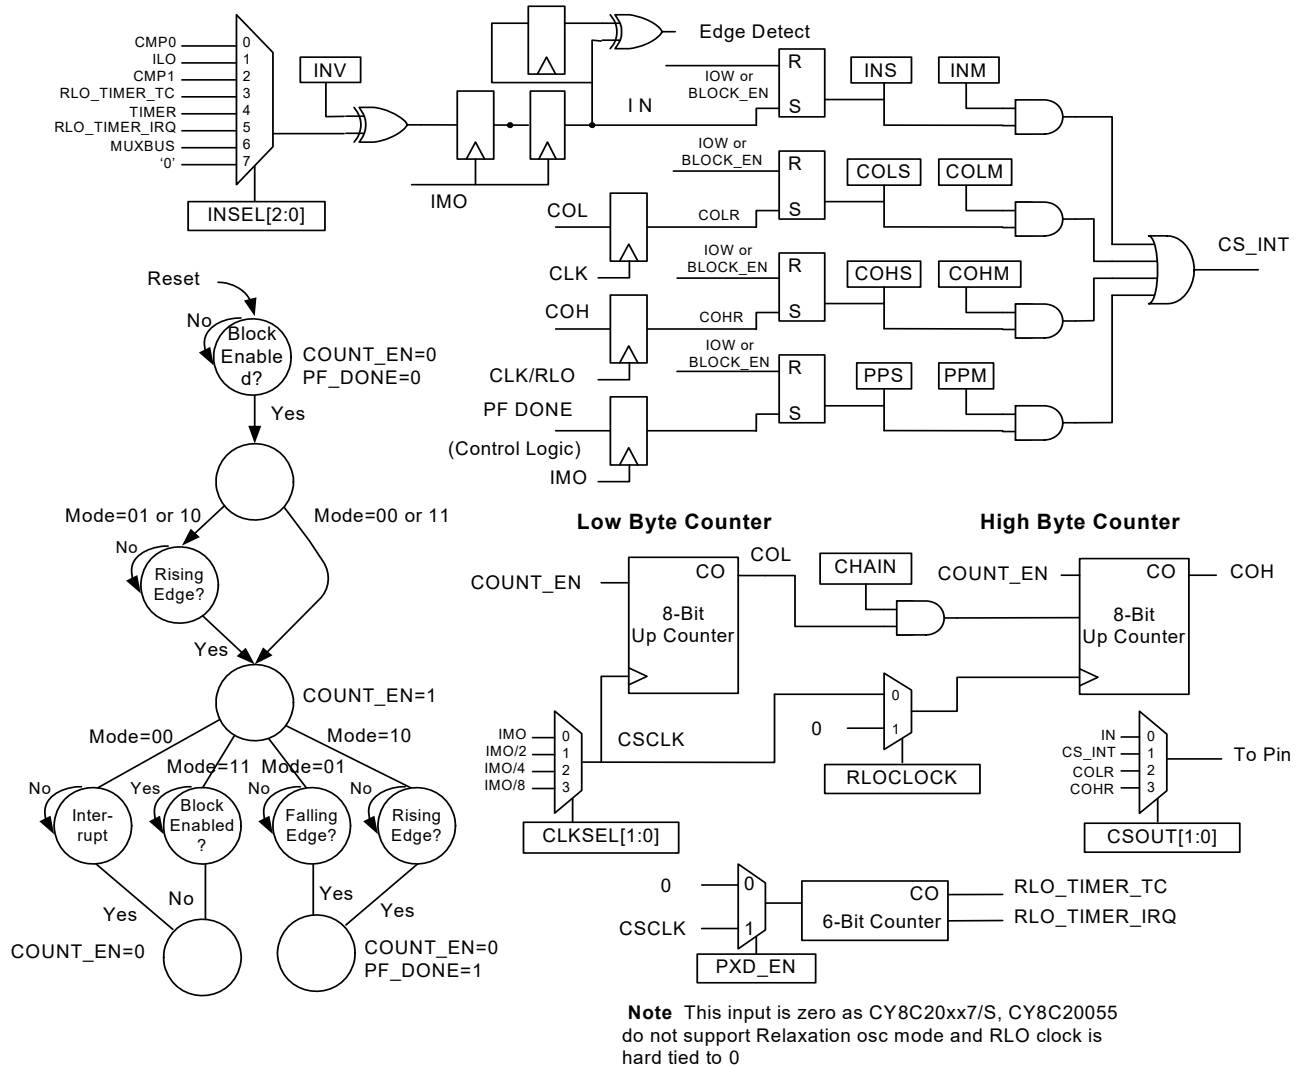 CMP0
ILO
CMP1
RLO_TIMER_TC
TIMER
RLO_TIMER_IRQ
MUXBUS
‘0’
0
1
2
3
4
5
6
7
INSEL[2:0]
INV
IMO
Edge Detect
I N
IOW or
BLOCK_EN
R
S
INS
INM
COL
CLK
COLR
IOW or
BLOCK_EN
R
S
COLS
COLM
COH
CLK/RLO
COHR
IOW or
BLOCK_EN
R
S
COHS
COHM
PF DONE
(Control Logic)
IMO
IOW or
BLOCK_EN
R
S
PPS
PPM
CS_INT
Reset
No
Block
Enable
d?
COUNT_EN=0
PF_DONE=0
Yes
Mode=01 or 10
Mode=00 or 11
No
Rising
Edge?
Yes
COUNT_EN=1
Mode=00
Mode=11
Mode=01
Mode=10
No
Inter-
rupt
Yes
Block
Enabled
?
No
Falling
Edge?
No
Rising
Edge?
Yes
No
Yes
Yes
COUNT_EN=0
COUNT_EN=0
PF_DONE=1
Low Byte Counter
High Byte Counter
COUNT_EN
CO
8-Bit
Up Counter
COL
CHAIN
COUNT_EN
CO
8-Bit
Up Counter
COH
IMO
IMO/2
IMO/4
IMO/8
0
1
2
3
CLKSEL[1:0]
CSCLK
0
0
1
RLOCLOCK
IN
CS_INT
COLR
COHR
0
1
2
3
To Pin
CSOUT[1:0]
0
CSCLK
0
1
PXD_EN
CO
6-Bit Counter
RLO_TIMER_TC
RLO_TIMER_IRQ
Note This input is zero as CY8C20xx7/S, CY8C20055
do not support Relaxation osc mode and RLO clock is
hard tied to 0